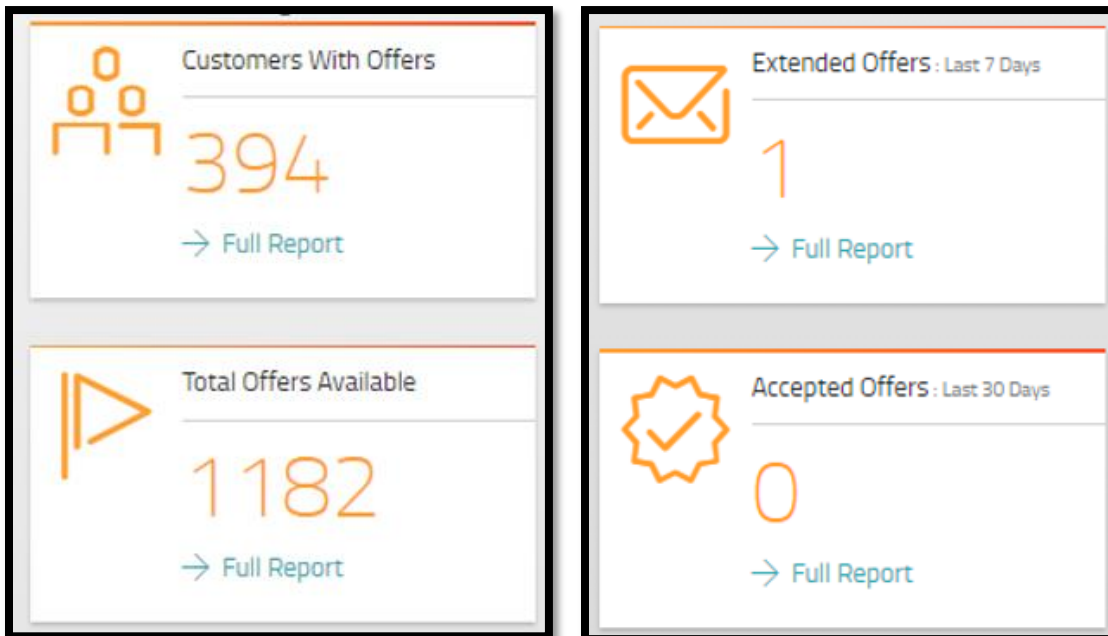 Customers With Offers
394
→ Full Report
Total Offers Available
1182
→ Full Report
Extended Offers : Last 7 Days
1
→ Full Report
Accepted Offers : Last 30 Days
0
→ Full Report